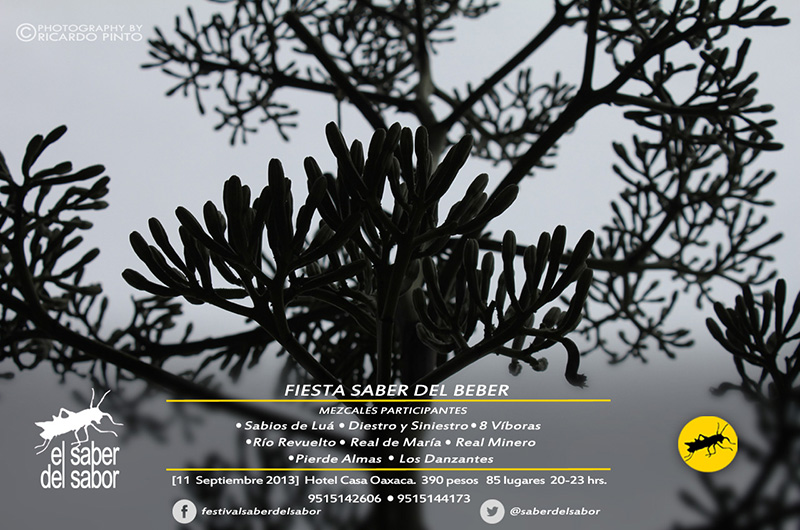 © PHOTOGRAPHY BY
RICARDO PINTO
FIESTA SABER DEL BEBER
MEZCALES PARTICIPANTES
• Sabios de Luá • Diestro y Siniestro • 8 Víboras
• Río Revuelto • Real de María • Real Minero
• Pierde Almas • Los Danzantes
[11 Septiembre 2013] Hotel Casa Oaxaca. 390 pesos 85 lugares 20-23 hrs.
9515142606 • 9515144173
f festivalsaberdelsabor
@saberdelsabor
el saber
del sabor